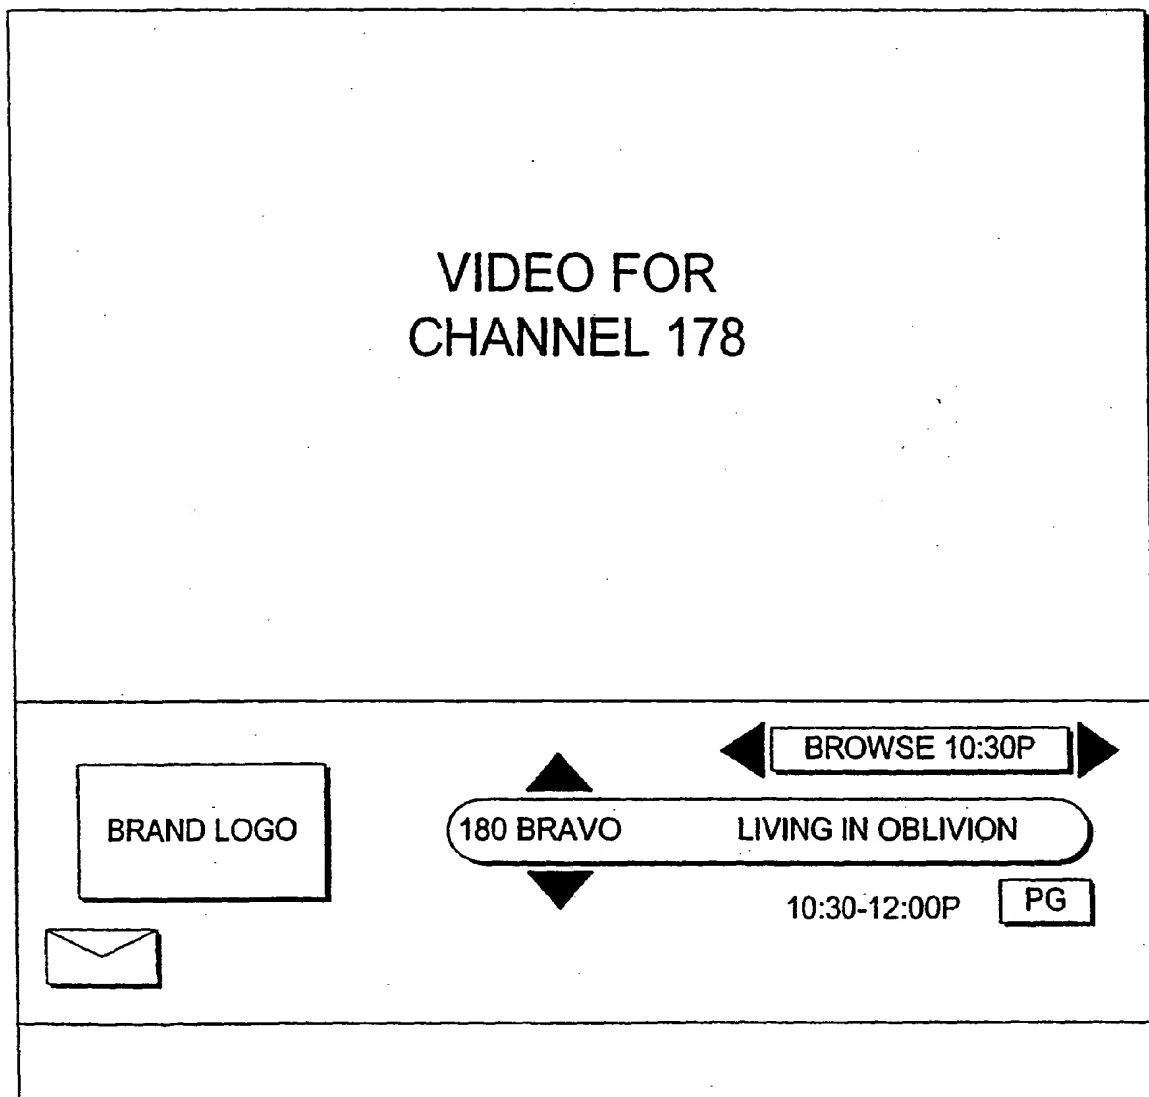 VIDEO FOR
CHANNEL 178
BROWSE 10:30P
BRAND LOGO
180 BRAVO LIVING IN OBLIVION
10:30-12:00P PG